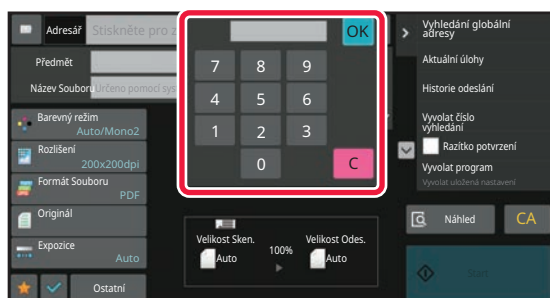 Adresář
Stiskněte pro z
OK
Vyhledání globální
adresy
Předmět
Aktuální úlohy
Název Souboru
Určeno pomocí sys
Historie odeslání
7 8 9
4 5 6
1 2 3
0 C
Barevný režim
Auto/Mono2
Vyvolat číslo
vyhledání
Rozlišení
200x200dpi
Razítko potvrzení
Vyvolat program
Vyvolat uložená nastavení
Formát Souboru
PDF
Originál
Náhled
CA
Expozice
Auto
Velikost Sken.
Auto
100%
Velikost Odes.
Auto
Ostatní
Start